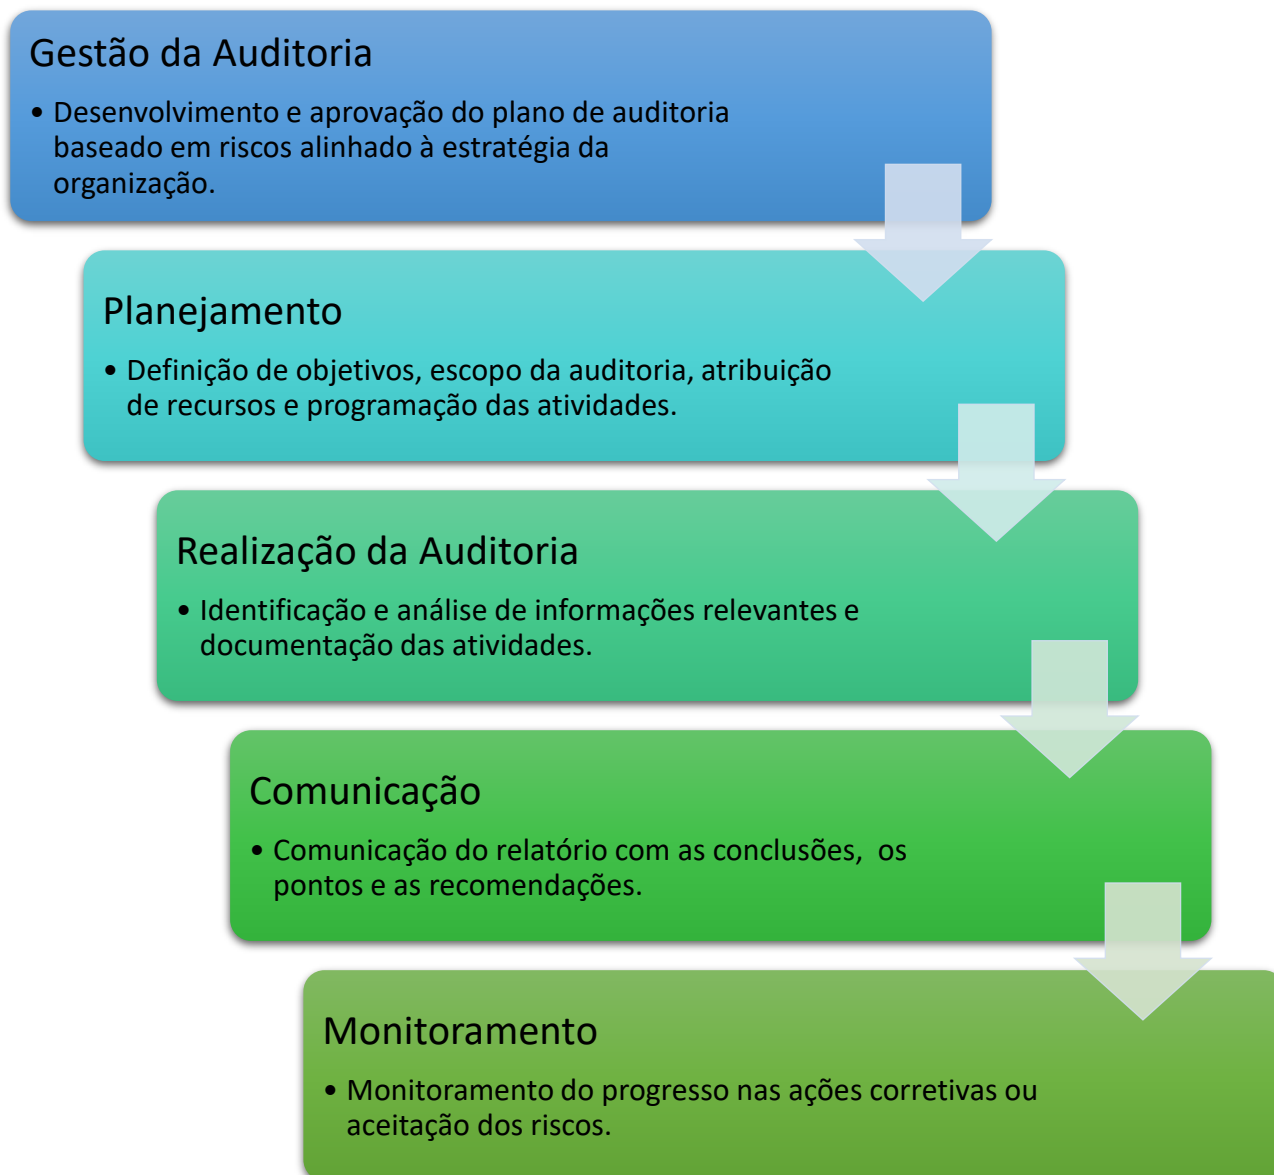 Gestão da Auditoria
• Desenvolvimento e aprovação do plano de auditoria
baseado em riscos alinhado à estratégia da
organização.
Planejamento
• Definição de objetivos, escopo da auditoria, atribuição
de recursos e programação das atividades.
Realização da Auditoria
• Identificação e análise de informações relevantes e
documentação das atividades.
Comunicação
• Comunicação do relatório com as conclusões,  os
pontos e as recomendações.
Monitoramento
• Monitoramento do progresso nas ações corretivas ou
aceitação dos riscos.